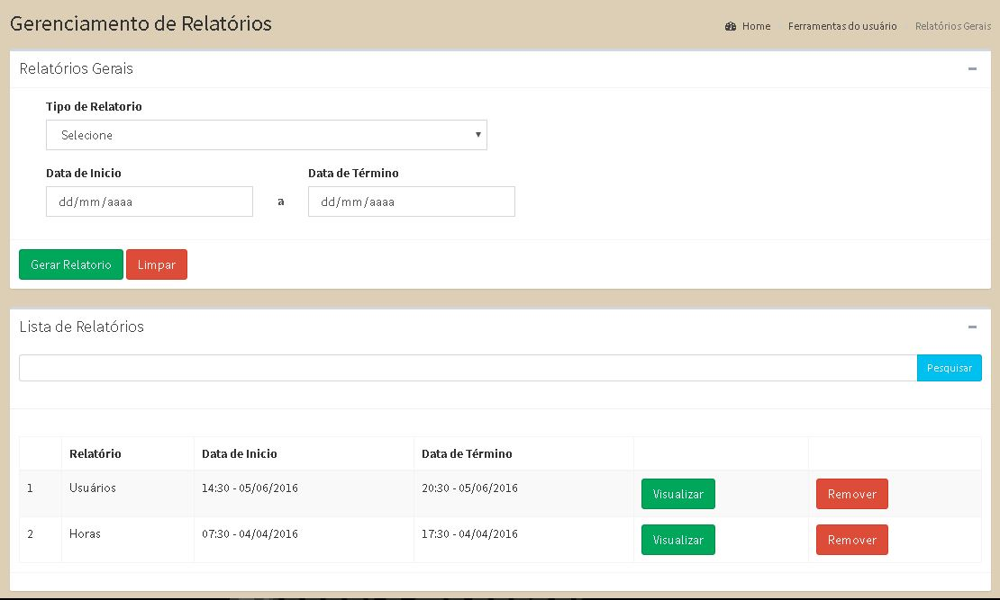 Gerenciamento de Relatórios
Home Ferramentas do usuário Relatórios Gerais
Relatórios Gerais
Tipo de Relatorio
Selecione
Data de Inicio Data de Término
dd/mm/aaaa a dd/mm/aaaa
Gerar Relatorio Limpar
Lista de Relatórios
Pesquisar
Relatório Data de Inicio Data de Término
1 Usuários 14:30 - 05/06/2016 20:30 - 05/06/2016 Visualizar Remover
2 Horas 07:30 - 04/04/2016 17:30 - 04/04/2016 Visualizar Remover